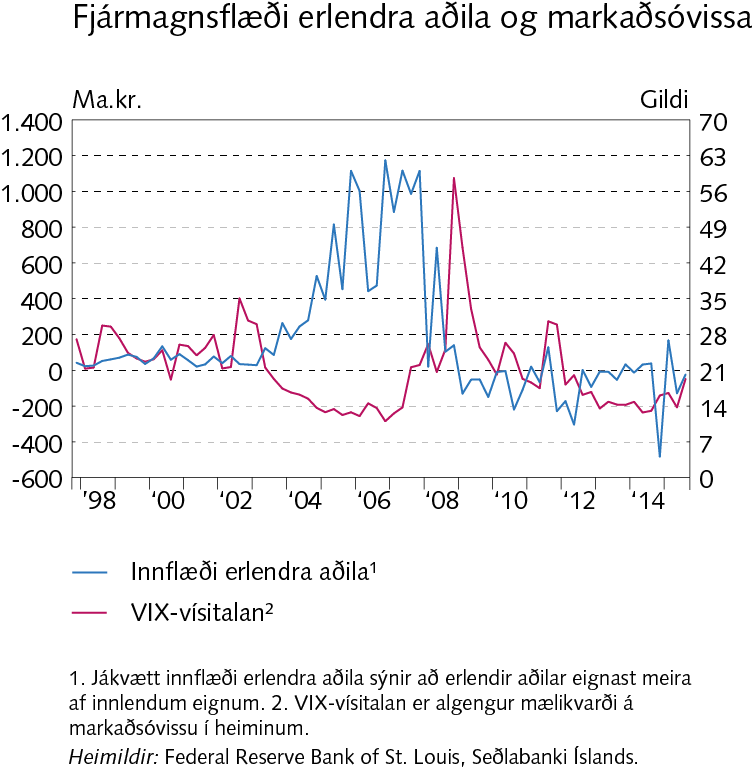 Fjármagnsflæði erlendra aðila og markaðsóvissa
Ma.kr. Gildi
1.400 70
1.200 63
1.000 56
800 49
600 42
400 35
200 28
0 21
-200 14
-400 7
-600 0
‘98 ‘00 ‘02 ‘04 ‘06 ‘08 ‘10 ‘12 ‘14
Innflæði erlendra aðila¹
VIX-vísitalan²
1. Jákvætt innflæði erlendra aðila sýnir að erlendir aðilar eignast meira
af innlendum eignum. 2. VIX-vísitalan er algengur mælikvarði á
markaðsóvissu í heiminum.
Heimildir: Federal Reserve Bank of St. Louis, Seðlabanki Íslands.